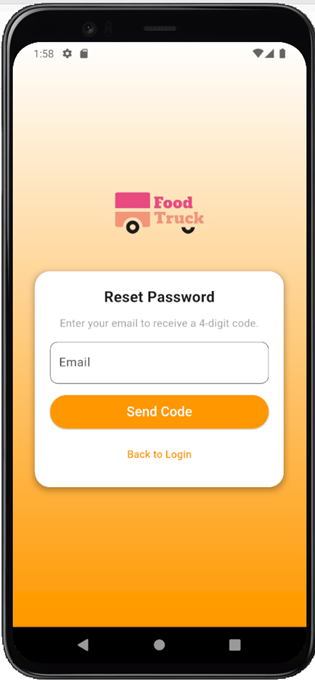 1:58
Food
Truck
Reset Password
Enter your email to receive a 4-digit code.
Email
Send Code
Back to Login